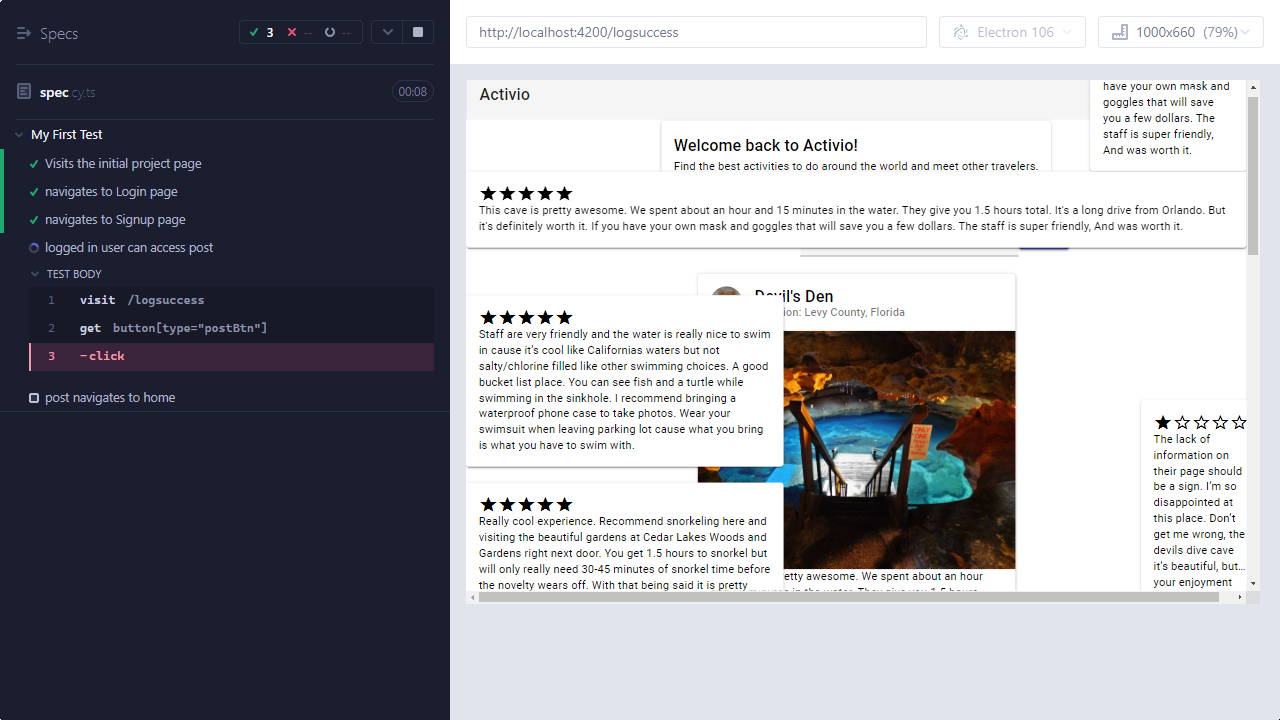 Specs
3
--
--
spec.cy.ts
00:08
My First Test
Visits the initial project page
navigates to Login page
navigates to Signup page
logged in user can access post
TEST BODY
1 visit /logsuccess
2 get button[type="postBtn"]
3 -click
post navigates to home
http://localhost:4200/logsuccess
Electron 106
1000x660 (79%)
Activio
have your own mask and
goggles that will save
you a few dollars. The
staff is super friendly,
And was worth it.
Welcome back to Activio!
Find the best activities to do around the world and meet other travelers.
This cave is pretty awesome. We spent about an hour and 15 minutes in the water. They give you 1.5 hours total. It's a long drive from Orlando. But
it's definitely worth it. If you have your own mask and goggles that will save you a few dollars. The staff is super friendly, And was worth it.
Devil's Den
ion: Levy County, Florida
Staff are very friendly and the water is really nice to swim
in cause it's cool like Californias waters but not
salty/chlorine filled like other swimming choices. A good
bucket list place. You can see fish and a turtle while
swimming in the sinkhole. I recommend bringing a
waterproof phone case to take photos. Wear your
swimsuit when leaving parking lot cause what you bring
is what you have to swim with.
ONLY
ONE
Really cool experience. Recommend snorkeling here and
visiting the beautiful gardens at Cedar Lakes Woods and
Gardens right next door. You get 1.5 hours to snorkel but
will only really need 30-45 minutes of snorkel time before
the novelty wears off. With that being said it is pretty
etty awesome. We spent about an hour
in the water. They give you 1.5 hours
The lack of
information on
their page should
be a sign. I'm so
disappointed at
this place. Don't
get me wrong, the
devils dive cave
it's beautiful, but...
your enjoyment